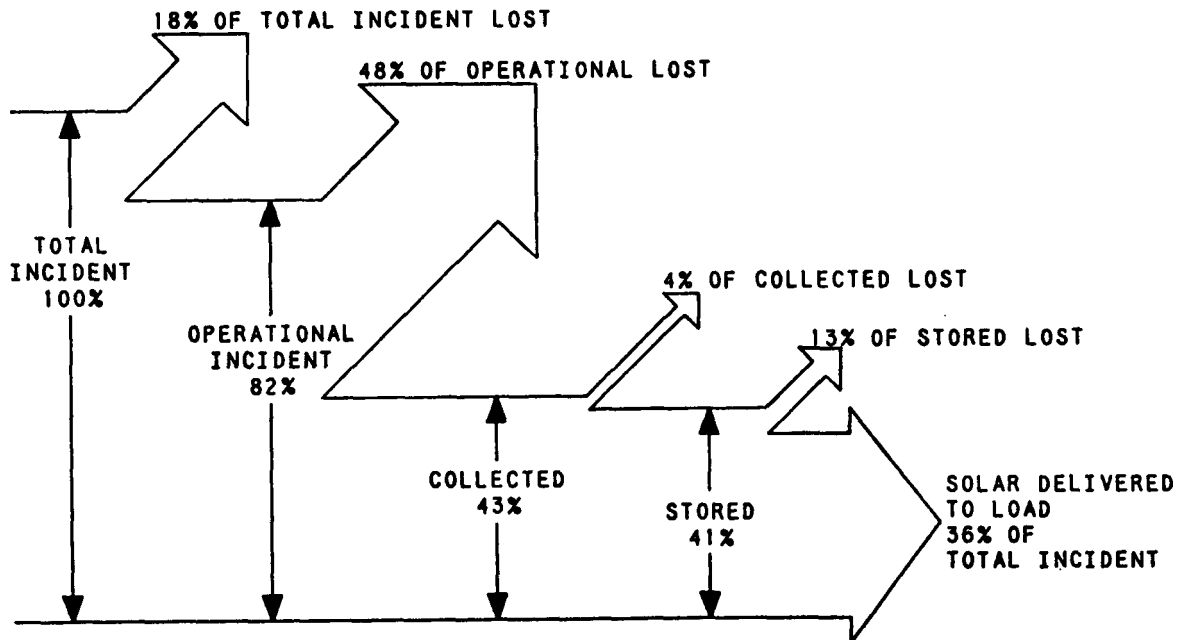 18% OF TOTAL INCIDENT LOST
48% OF OPERATIONAL LOST
TOTAL
INCIDENT
100%
OPERATIONAL
INCIDENT
82%
4% OF COLLECTED LOST
13% OF STORED LOST
COLLECTED
43%
STORED
41%
SOLAR DELIVERED
TO LOAD
36% OF
TOTAL INCIDENT